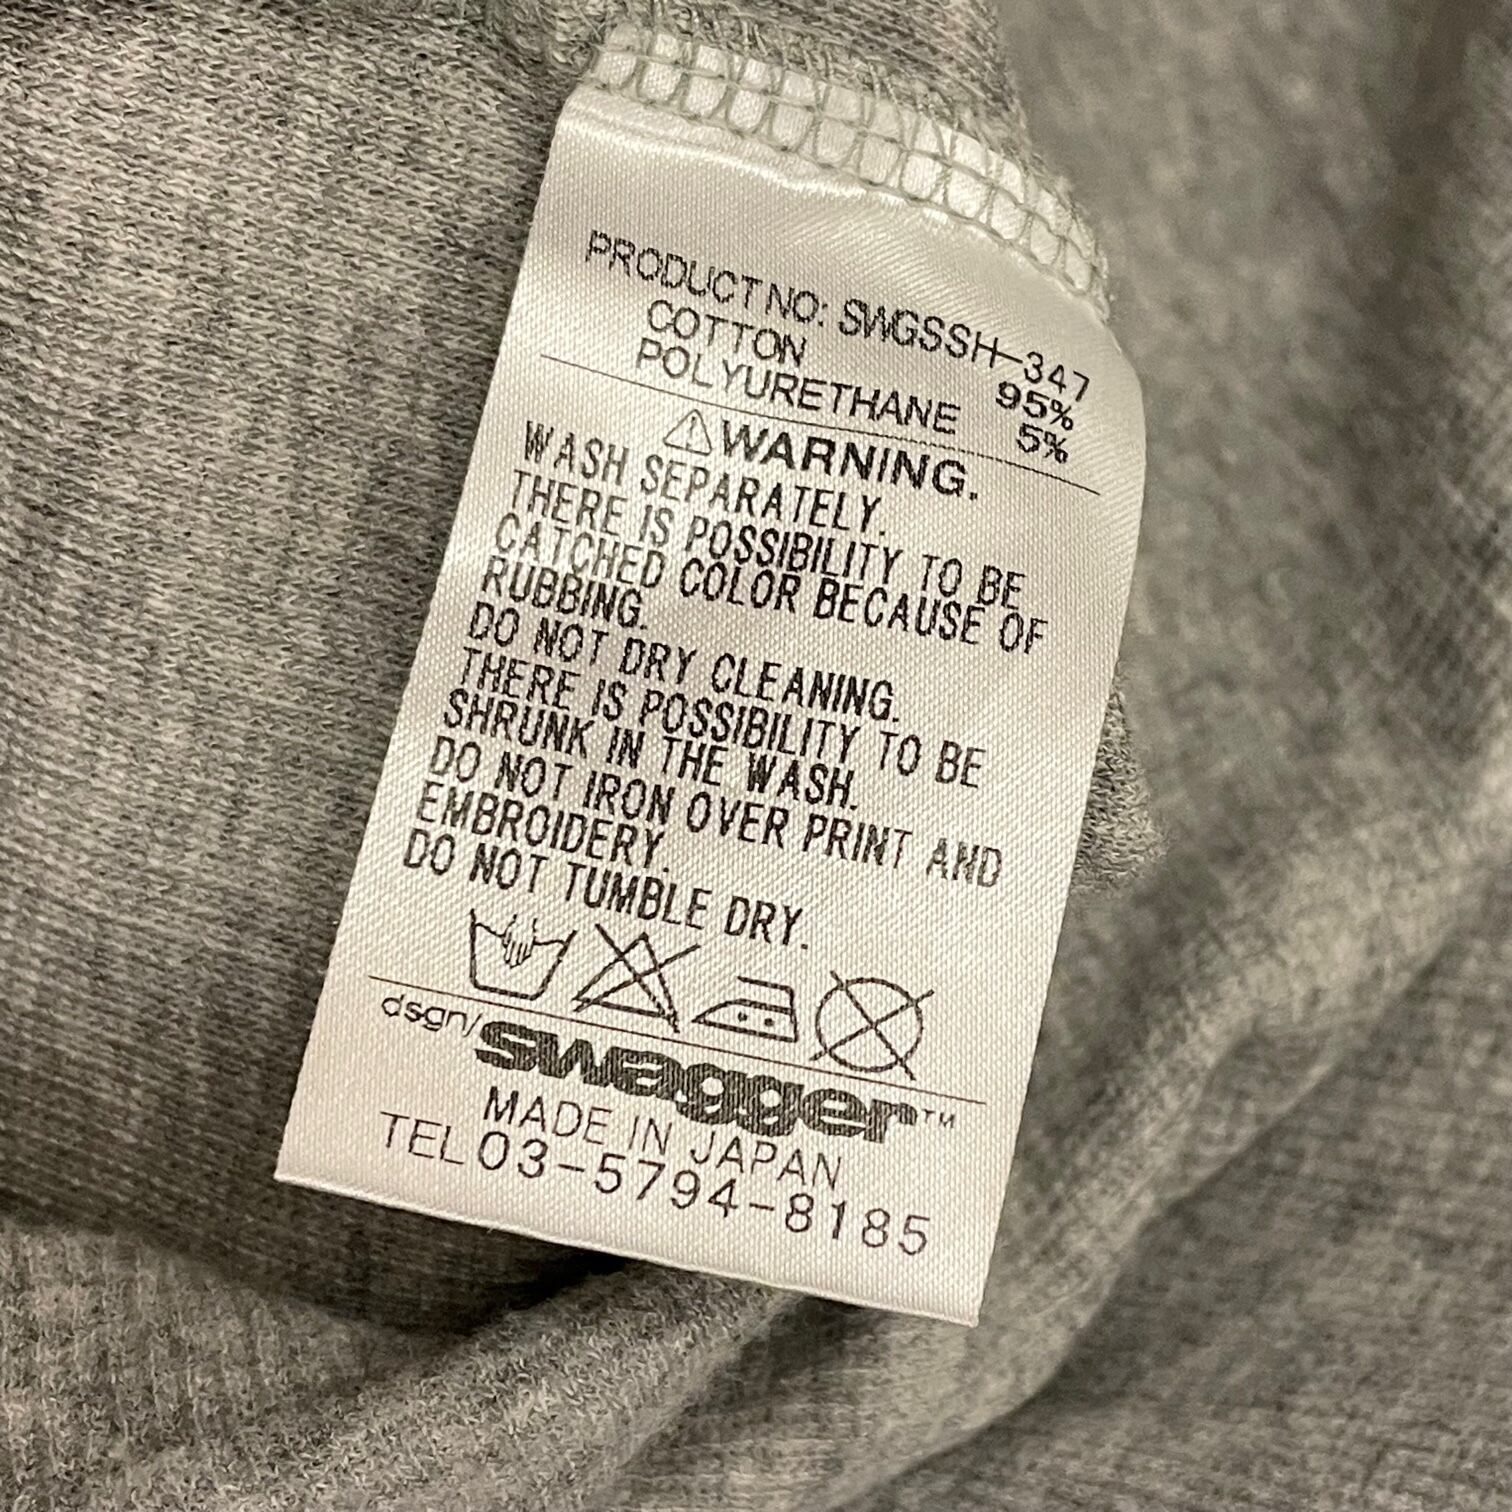 PRODUCT NO: SWGSSH-347
COTTON 95%
POLYURETHANE 5%
WARNING.
WASH SEPARATELY.
THERE IS POSSIBILITY TO BE
CATCHED COLOR BECAUSE OF
RUBBING.
DO NOT DRY CLEANING.
THERE IS POSSIBILITY TO BE
SHRUNK IN THE WASH.
DO NOT IRON OVER PRINT AND
EMBROIDERY.
DO NOT TUMBLE DRY.
dsgn/swagger™
MADE IN JAPAN
TEL 03-5794-8185